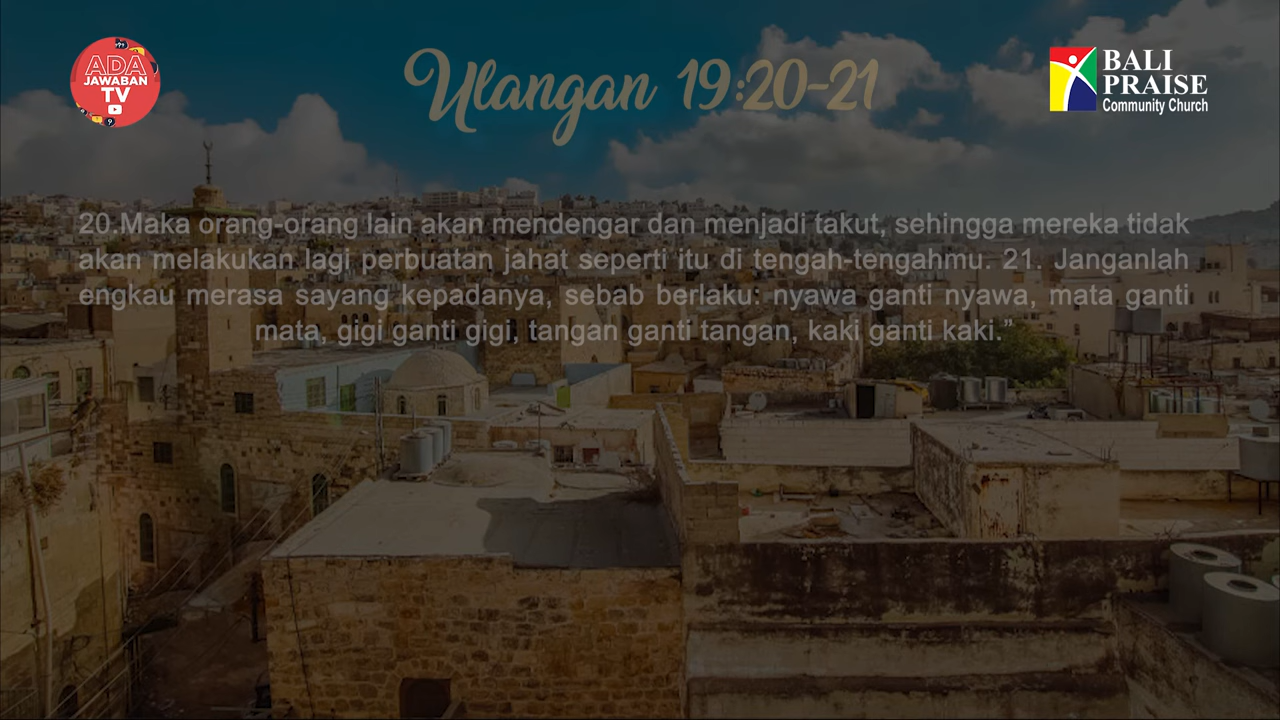 ADA
JAWABAN
TV
Ulangan 19:20-21
BALI
PRAISE
Community Church
20.Maka orang-orang lain akan mendengar dan menjadi takut, sehingga mereka tidak
akan melakukan lagi perbuatan jahat seperti itu di tengah-tengahmu. 21. Janganlah
engkau merasa sayang kepadanya, sebab berlaku: nyawa ganti nyawa, mata ganti
mata, gigi ganti gigi, tangan ganti tangan, kaki ganti kaki.”